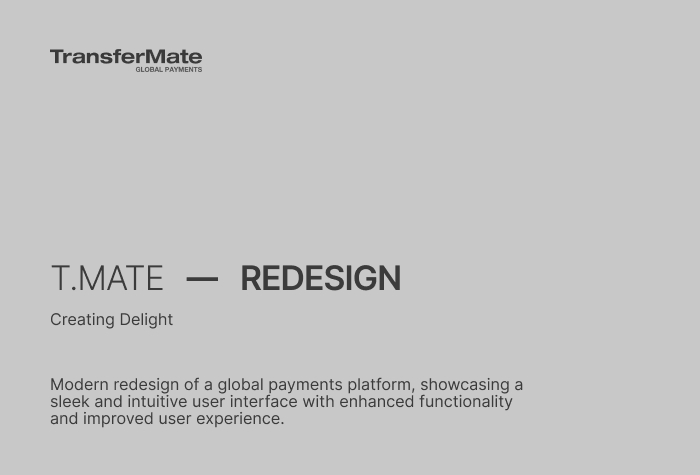 TransferMate
GLOBAL PAYMENTS
T.MATE — REDESIGN
Creating Delight
Modern redesign of a global payments platform, showcasing a
sleek and intuitive user interface with enhanced functionality
and improved user experience.